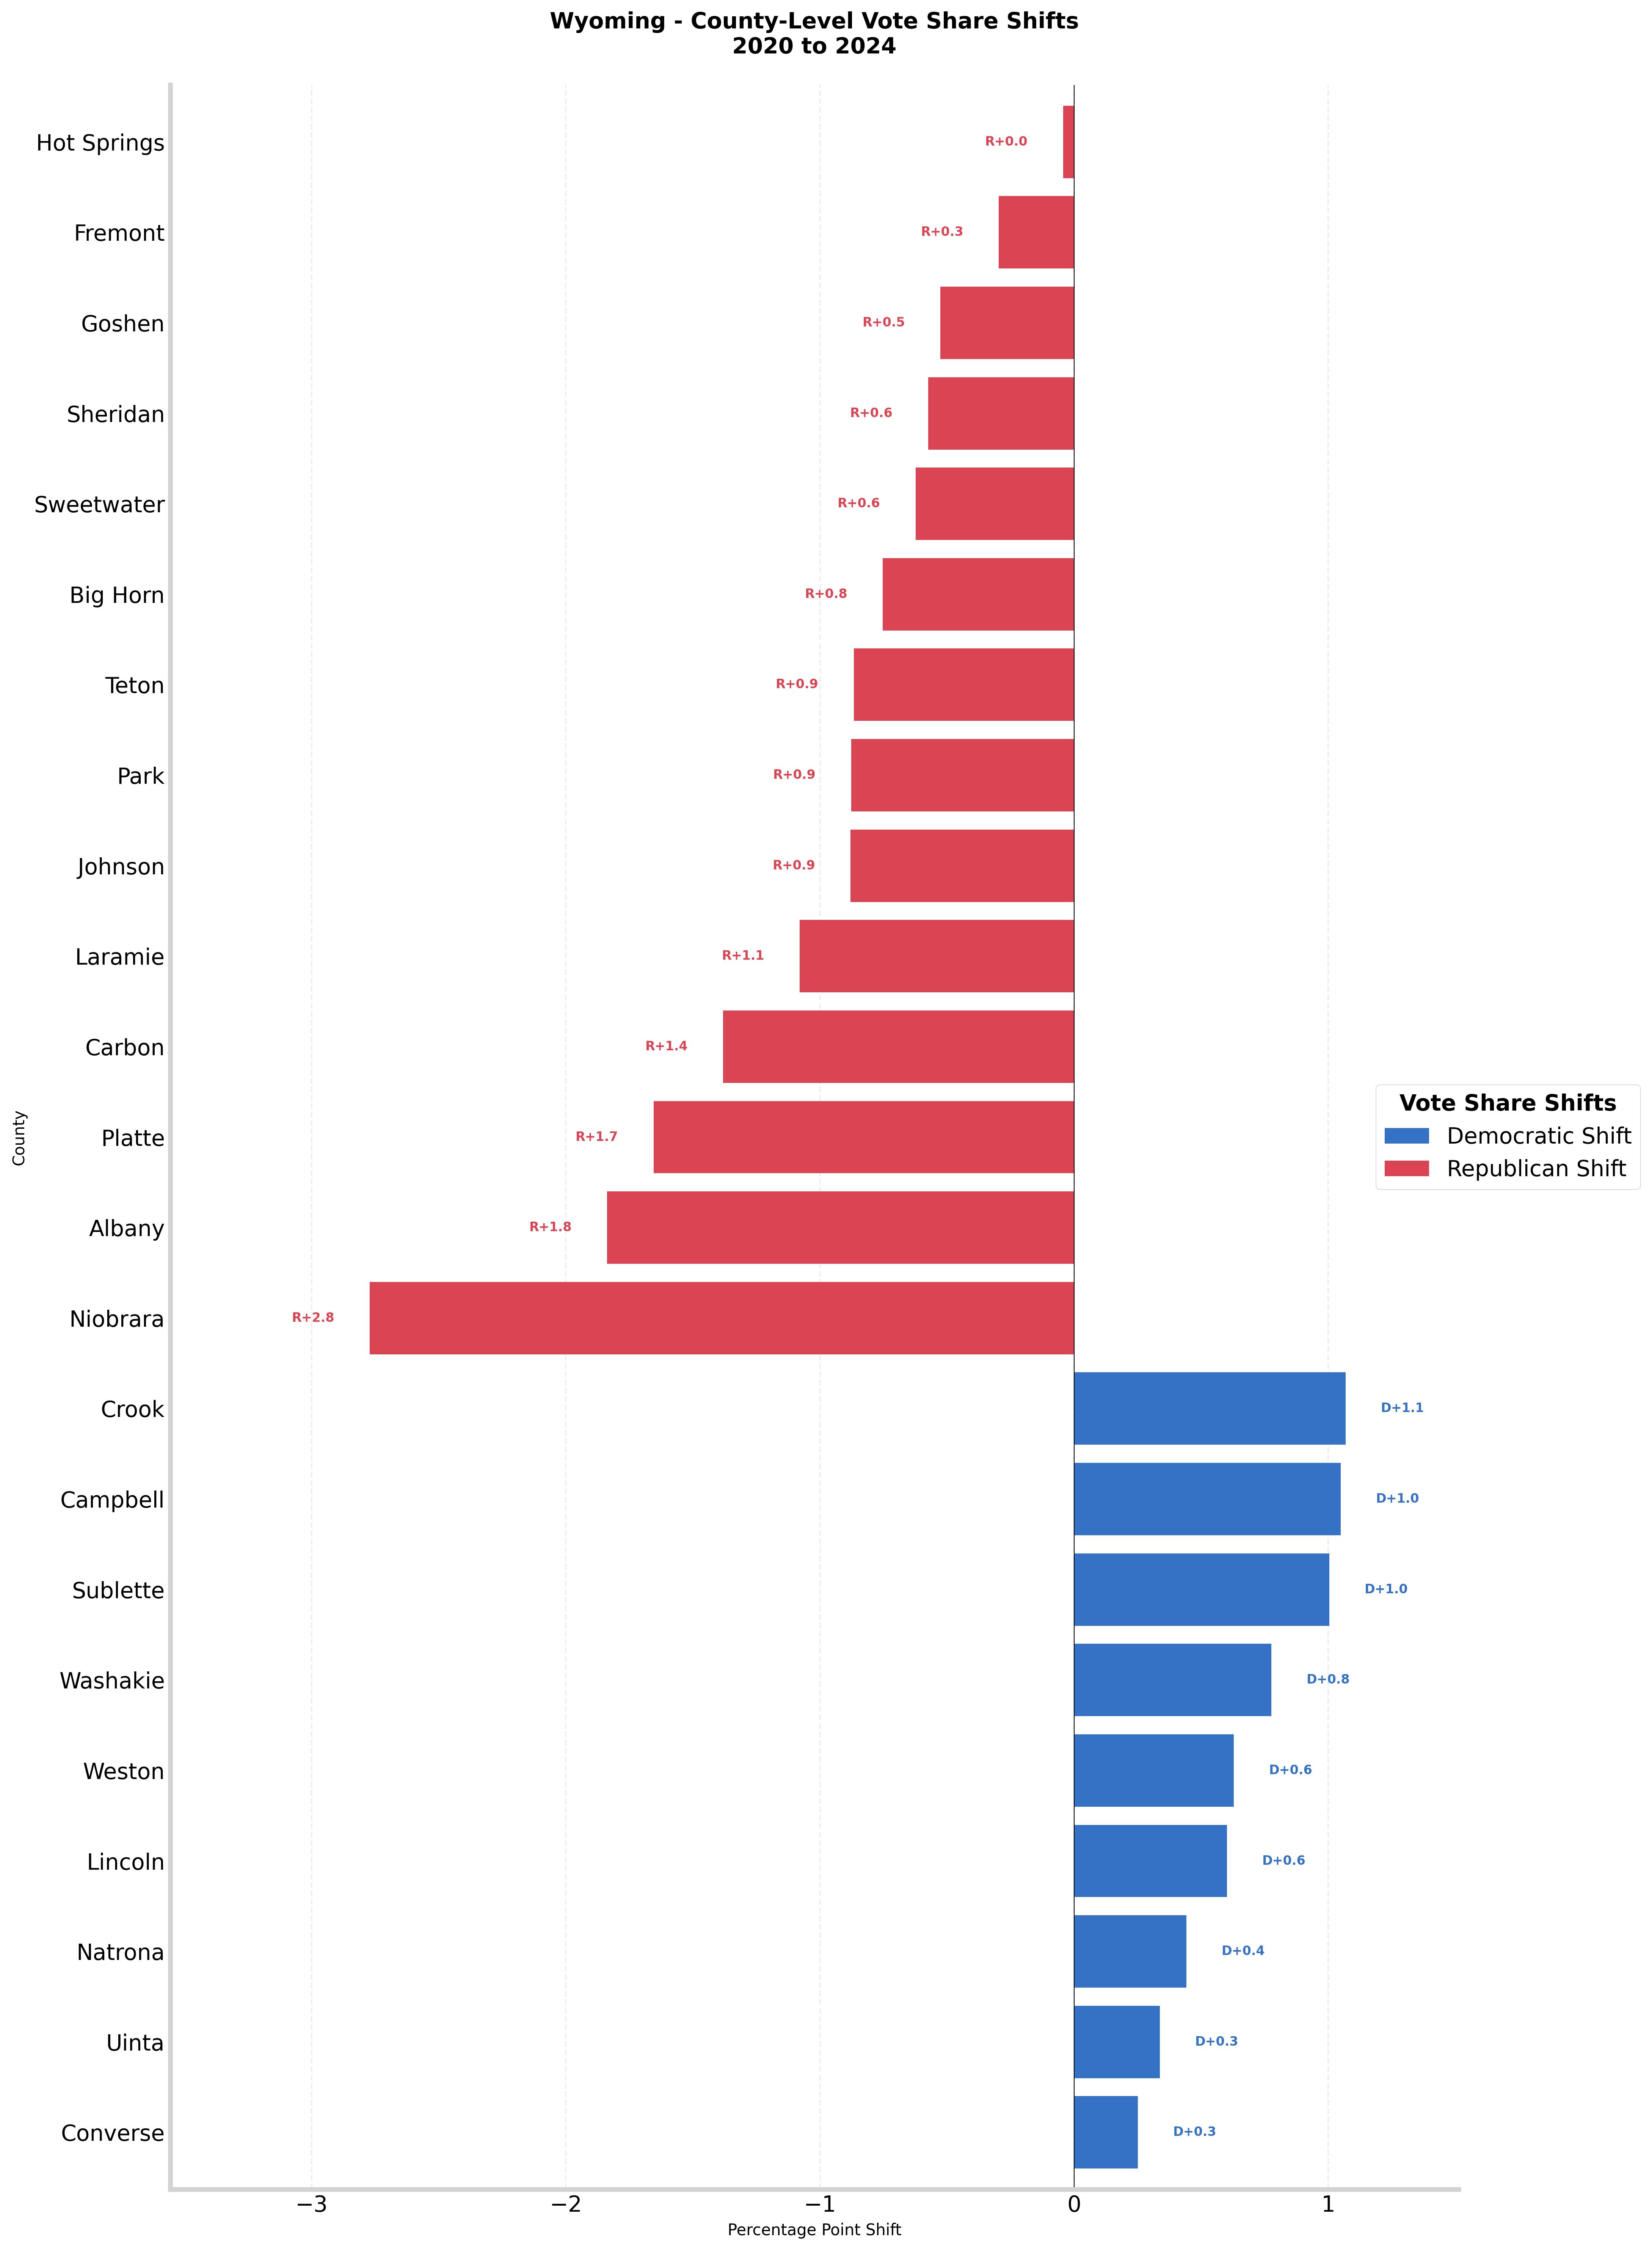 Wyoming - County-Level Vote Share Shifts
2020 to 2024
Hot Springs
R+0.0
Fremont
R+0.3
Goshen
R+0.5
Sheridan
R+0.6
Sweetwater
R+0.6
Big Horn
R+0.8
Teton
R+0.9
Park
R+0.9
Johnson
R+0.9
Laramie
R+1.1
Carbon
R+1.4
Platte
R+1.7
Albany
R+1.8
Niobrara
R+2.8
Crook
D+1.1
Campbell
D+1.0
Sublette
D+1.0
Washakie
D+0.8
Weston
D+0.6
Lincoln
D+0.6
Natrona
D+0.4
Uinta
D+0.3
Converse
D+0.3
County
Vote Share Shifts
Democratic Shift
Republican Shift
−3 −2 −1 0 1
Percentage Point Shift